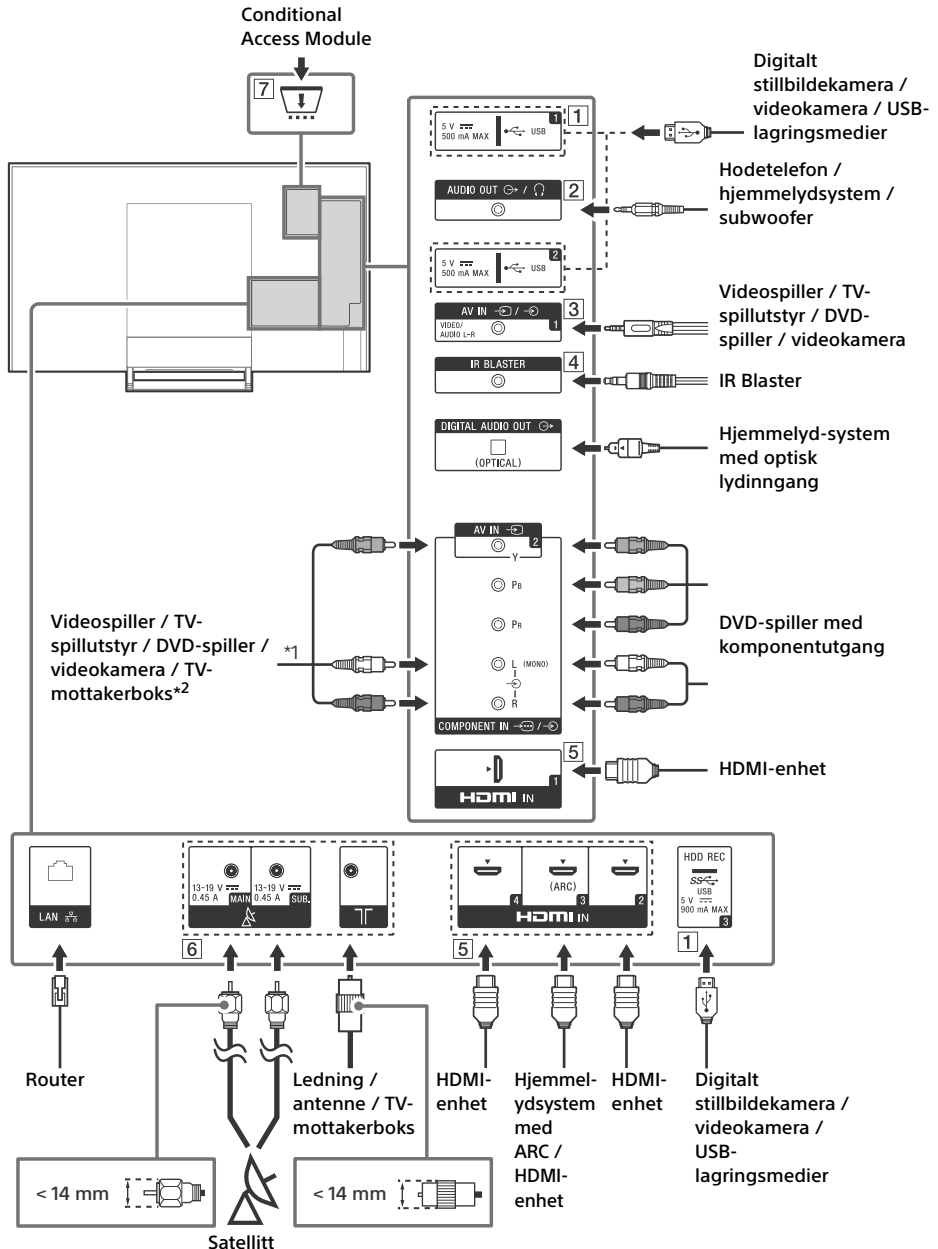 Conditional
Access Module
7
5 V
500 mA MAX
USB
1
1
Digitalt
stillbildekamera /
videokamera / USB-
lagringsmedier
AUDIO OUT /
2
Hodetelefon /
hjemmelydsystem /
subwoofer
5 V
500 mA MAX
USB
2
AV IN /
VIDEO/
AUDIO L-R
1
3
Videospiller / TV-
spillutstyr / DVD-
spiller / videokamera
IR BLASTER
4
IR Blaster
DIGITAL AUDIO OUT
(OPTICAL)
Hjemmelyd-system
med optisk
lydinngang
AV IN
2
Y
PB
PR
L (MONO)
R
COMPONENT IN /
Videospiller / TV-
spillutstyr / DVD-spiller /
videokamera / TV-
mottakerboks*2
*1
DVD-spiller med
komponentutgang
5
1
HDMI IN
HDMI-enhet
LAN
13-19 V
0.45 A
MAIN
13-19 V
0.45 A
SUB.
6
4
(ARC)
3
2
HDMI IN
5
HDD REC
SS
USB
5 V
900 mA MAX
3
1
Router
Ledning /
antenne / TV-
mottakerboks
HDMI-
enhet
Hjemmel-
ydsystem
med
ARC /
HDMI-
enhet
HDMI-
enhet
Digitalt
stillbildekamera /
videokamera /
USB-
lagringsmedier
< 14 mm
< 14 mm
Satellitt